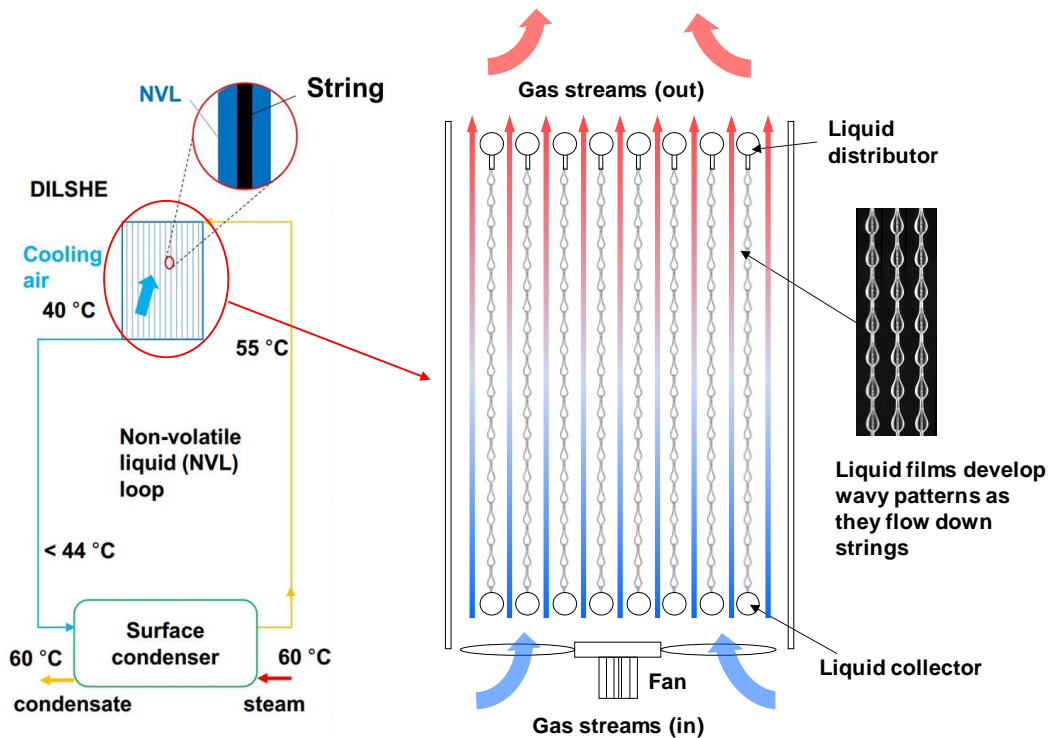 NVL
String
DILSHE
Cooling
air
40 °C
55 °C
Non-volatile
liquid (NVL)
loop
< 44 °C
Surface
condenser
60 °C
60 °C
condensate
steam
Gas streams (out)
Liquid
distributor
Liquid films develop
wavy patterns as
they flow down
strings
Liquid collector
Fan
Gas streams (in)